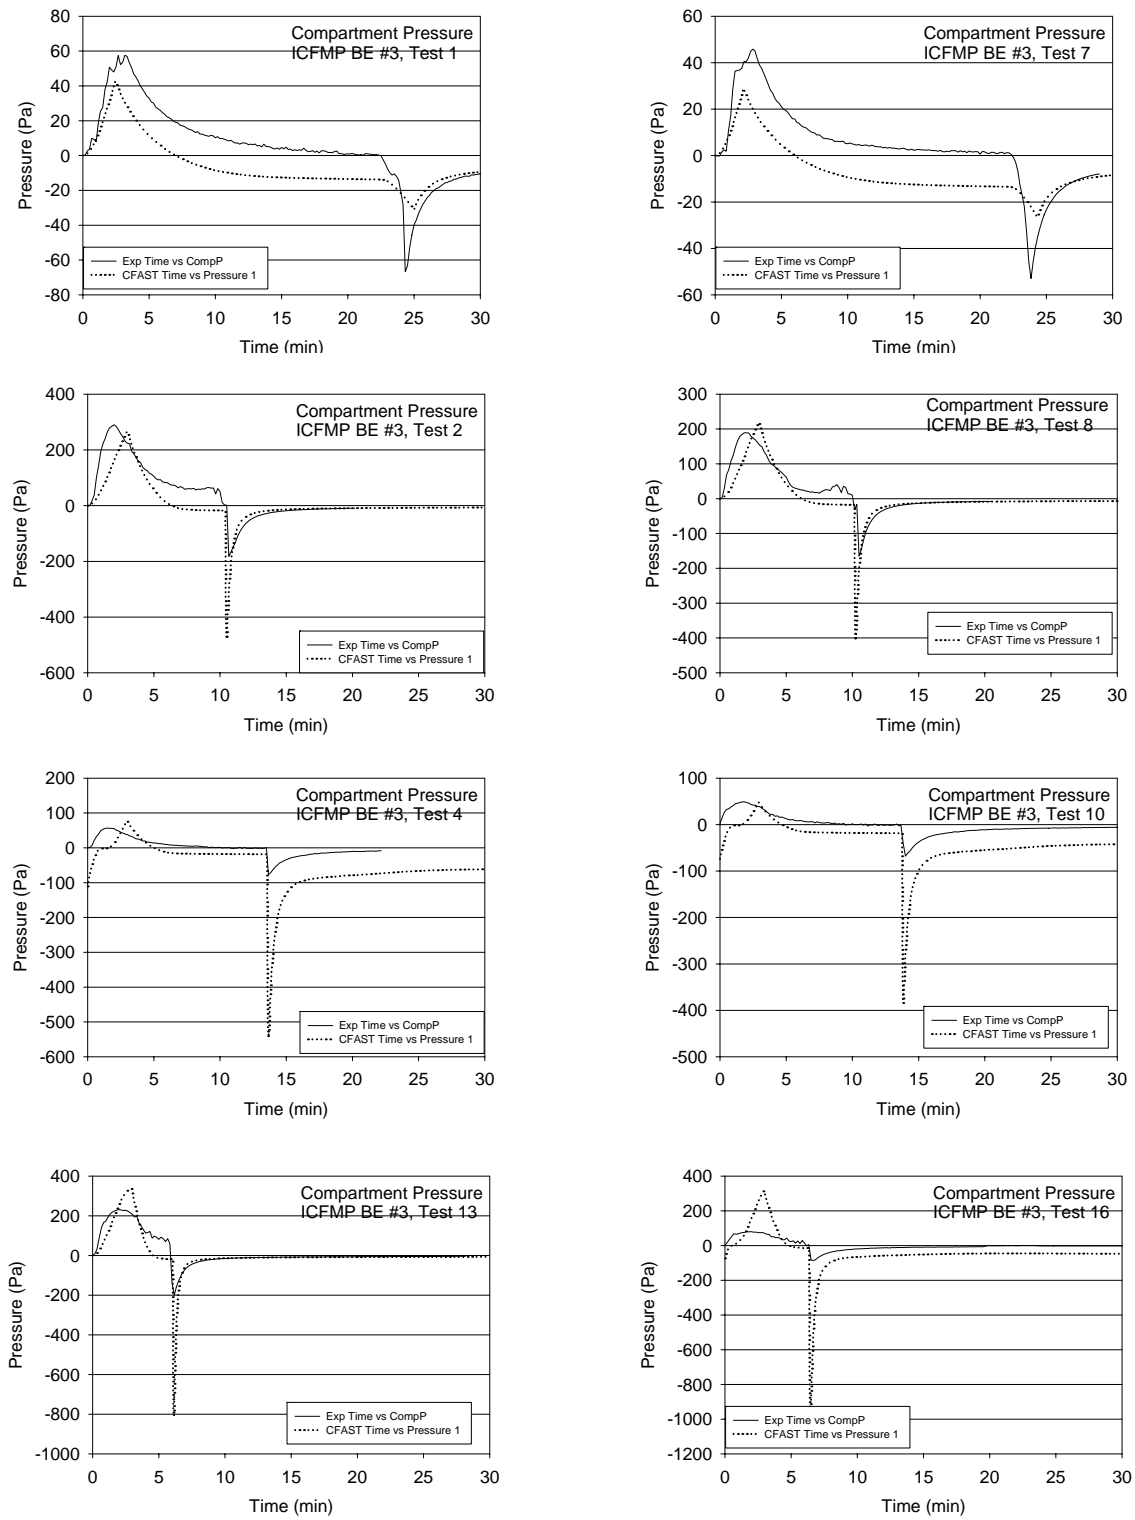 Compartment Pressure
ICFMP BE #3, Test 1
80
60
40
20
0
-20
-40
-60
-80
Pressure (Pa)
Exp Time vs CompP
CFAST Time vs Pressure 1
0 5 10 15 20 25 30
Time (min)
Compartment Pressure
ICFMP BE #3, Test 7
60
40
20
0
-20
-40
-60
Pressure (Pa)
Exp Time vs CompP
CFAST Time vs Pressure 1
0 5 10 15 20 25 30
Time (min)
Compartment Pressure
ICFMP BE #3, Test 2
400
200
0
-200
-400
-600
Pressure (Pa)
Exp Time vs CompP
CFAST Time vs Pressure 1
0 5 10 15 20 25 30
Time (min)
Compartment Pressure
ICFMP BE #3, Test 8
300
200
100
0
-100
-200
-300
-400
-500
Pressure (Pa)
Exp Time vs CompP
CFAST Time vs Pressure 1
0 5 10 15 20 25 30
Time (min)
Compartment Pressure
ICFMP BE #3, Test 4
200
100
0
-100
-200
-300
-400
-500
-600
Pressure (Pa)
Exp Time vs CompP
CFAST Time vs Pressure 1
0 5 10 15 20 25 30
Time (min)
Compartment Pressure
ICFMP BE #3, Test 10
100
0
-100
-200
-300
-400
-500
Pressure (Pa)
Exp Time vs CompP
CFAST Time vs Pressure 1
0 5 10 15 20 25 30
Time (min)
Compartment Pressure
ICFMP BE #3, Test 13
400
200
0
-200
-400
-600
-800
-1000
Pressure (Pa)
Exp Time vs CompP
CFAST Time vs Pressure 1
0 5 10 15 20 25 30
Time (min)
Compartment Pressure
ICFMP BE #3, Test 16
400
200
0
-200
-400
-600
-800
-1000
-1200
Pressure (Pa)
Exp Time vs CompP
CFAST Time vs Pressure 1
0 5 10 15 20 25 30
Time (min)